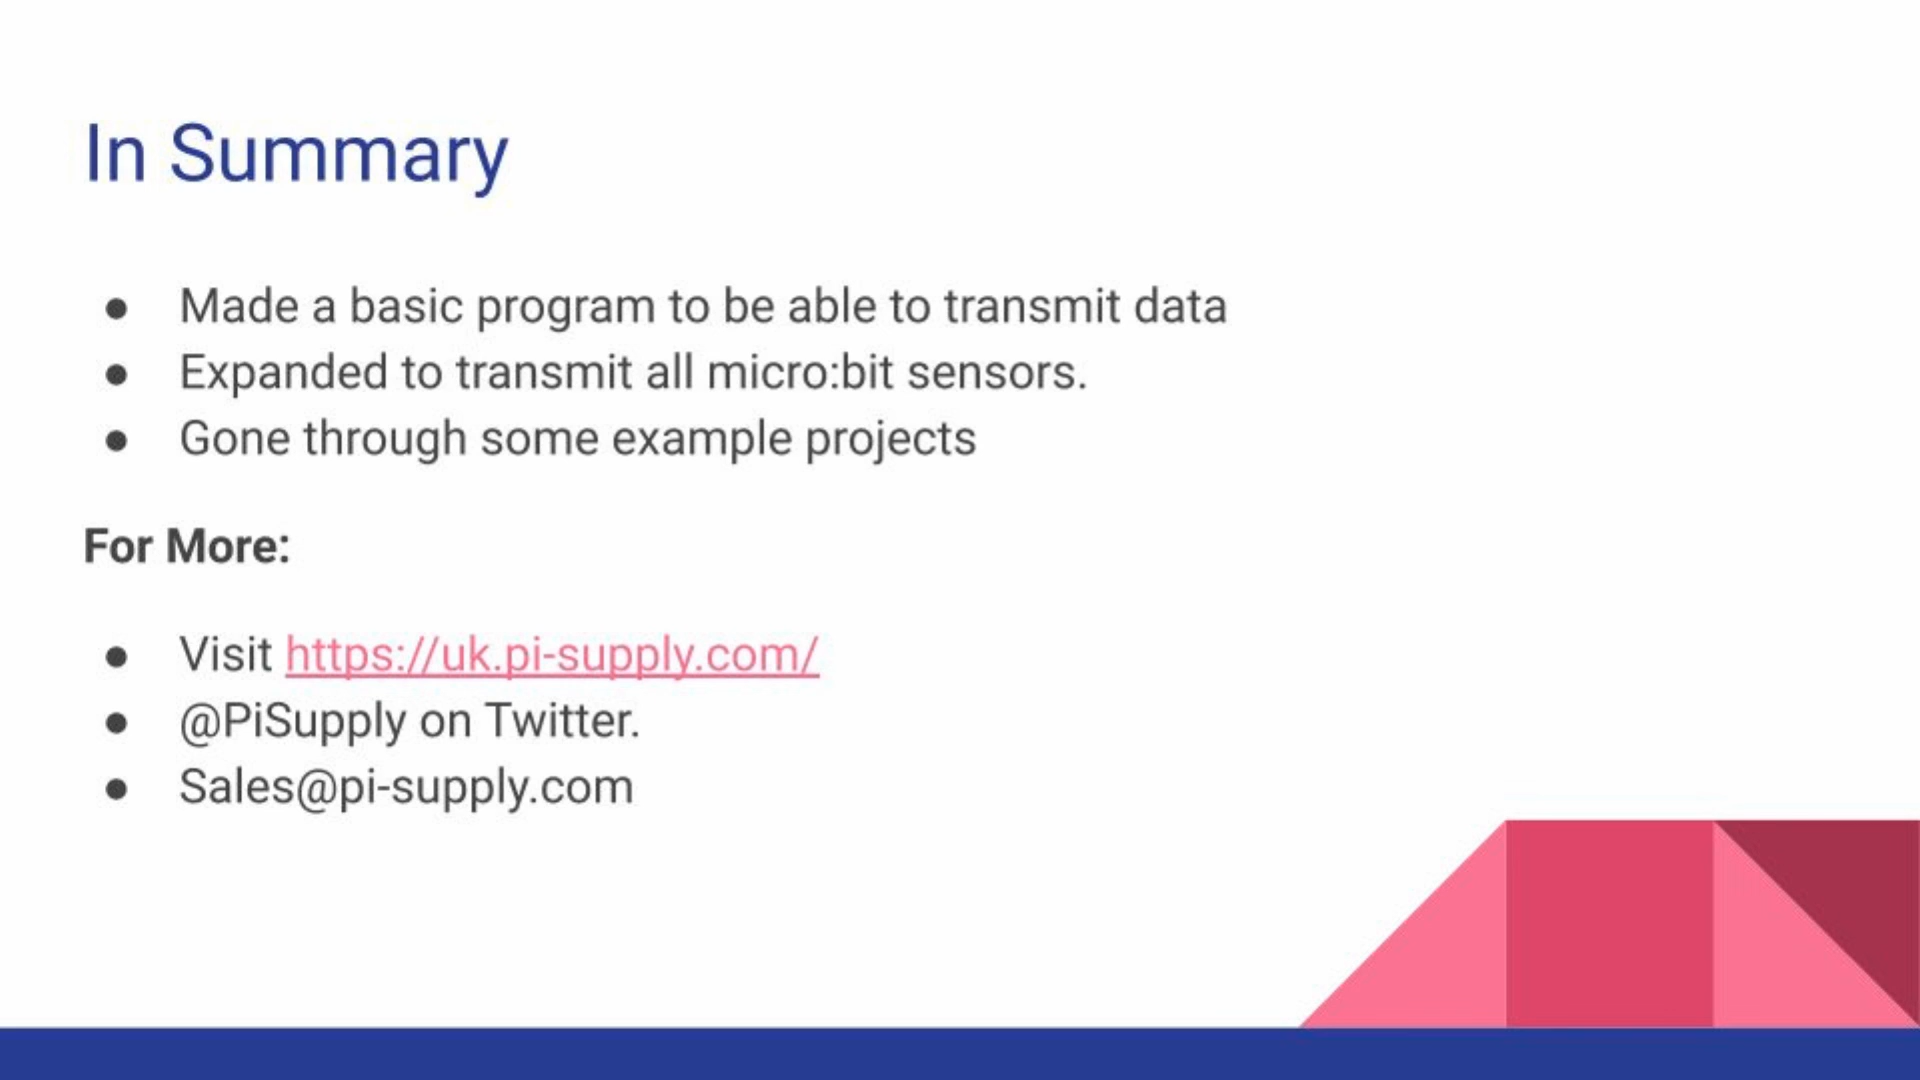 In Summary
● Made a basic program to be able to transmit data
● Expanded to transmit all micro:bit sensors.
● Gone through some example projects
For More:
● Visit https://uk.pi-supply.com/
● @PiSupply on Twitter.
● Sales@pi-supply.com